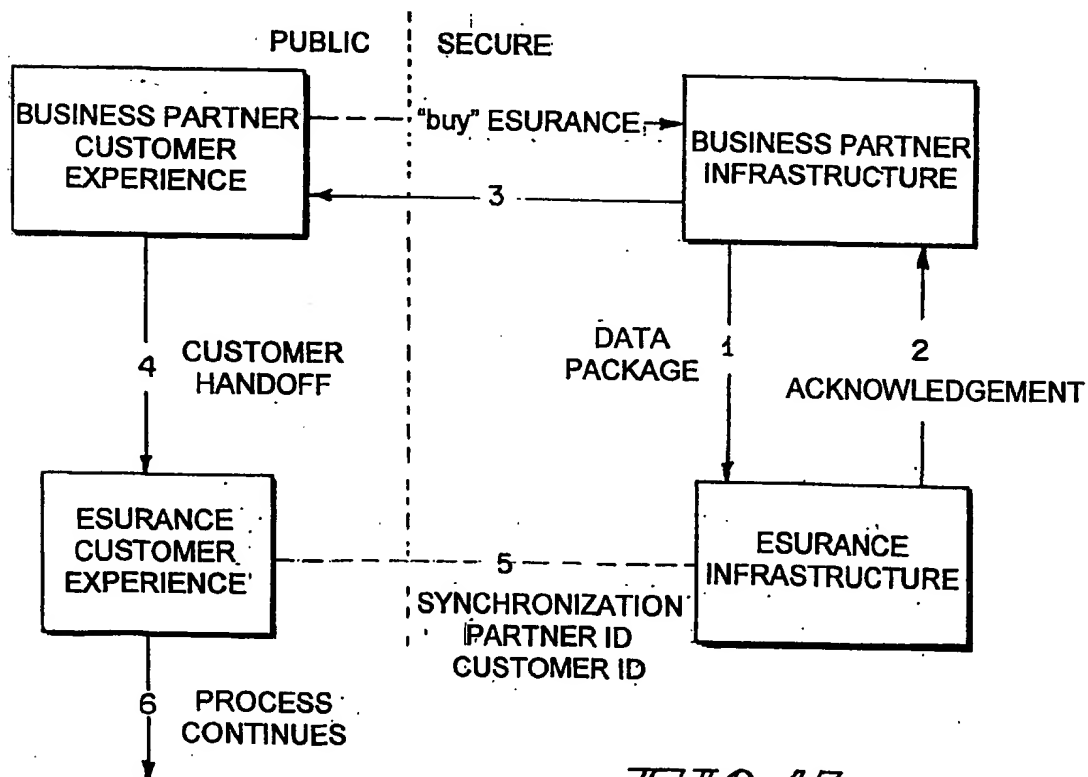 PUBLIC
SECURE
BUSINESS PARTNER
CUSTOMER
EXPERIENCE
"buy" ESURANCE
BUSINESS PARTNER
INFRASTRUCTURE
3
4
CUSTOMER
HANDOFF
DATA
PACKAGE
1
2
ACKNOWLEDGEMENT
ESURANCE
CUSTOMER
EXPERIENCE
5
ESURANCE
INFRASTRUCTURE
SYNCHRONIZATION
PARTNER ID
CUSTOMER ID
6
PROCESS
CONTINUES